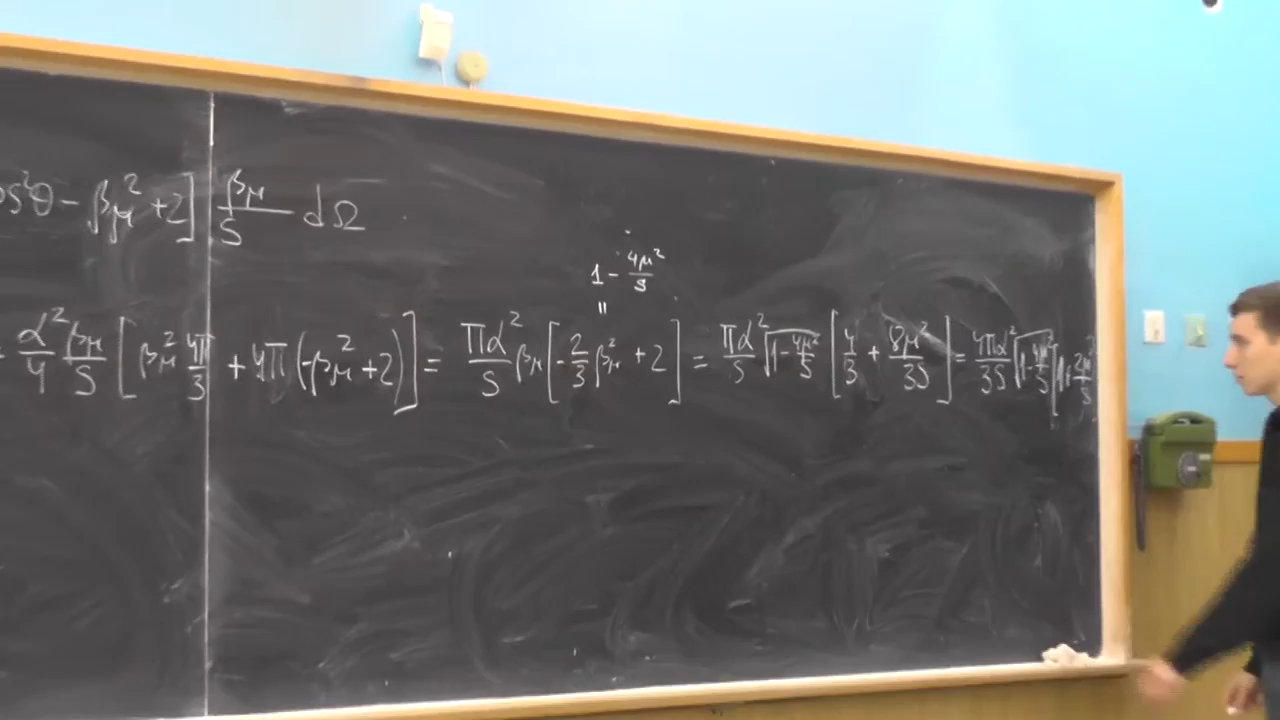 os²θ - βμ² + 2] βμ/S dΩ
1 - 4μ²/s
=
α²/4 βμ/S [βμ² 4π/3 + 4π(-βμ² + 2)] = πα²/S βμ[-2/3 βμ² + 2] = πα²/S √(1 - 4μ²/S) [4/3 + 8μ²/3S] = 4πα²/3S √(1 - 4μ²/S) [1 + 2μ²/S